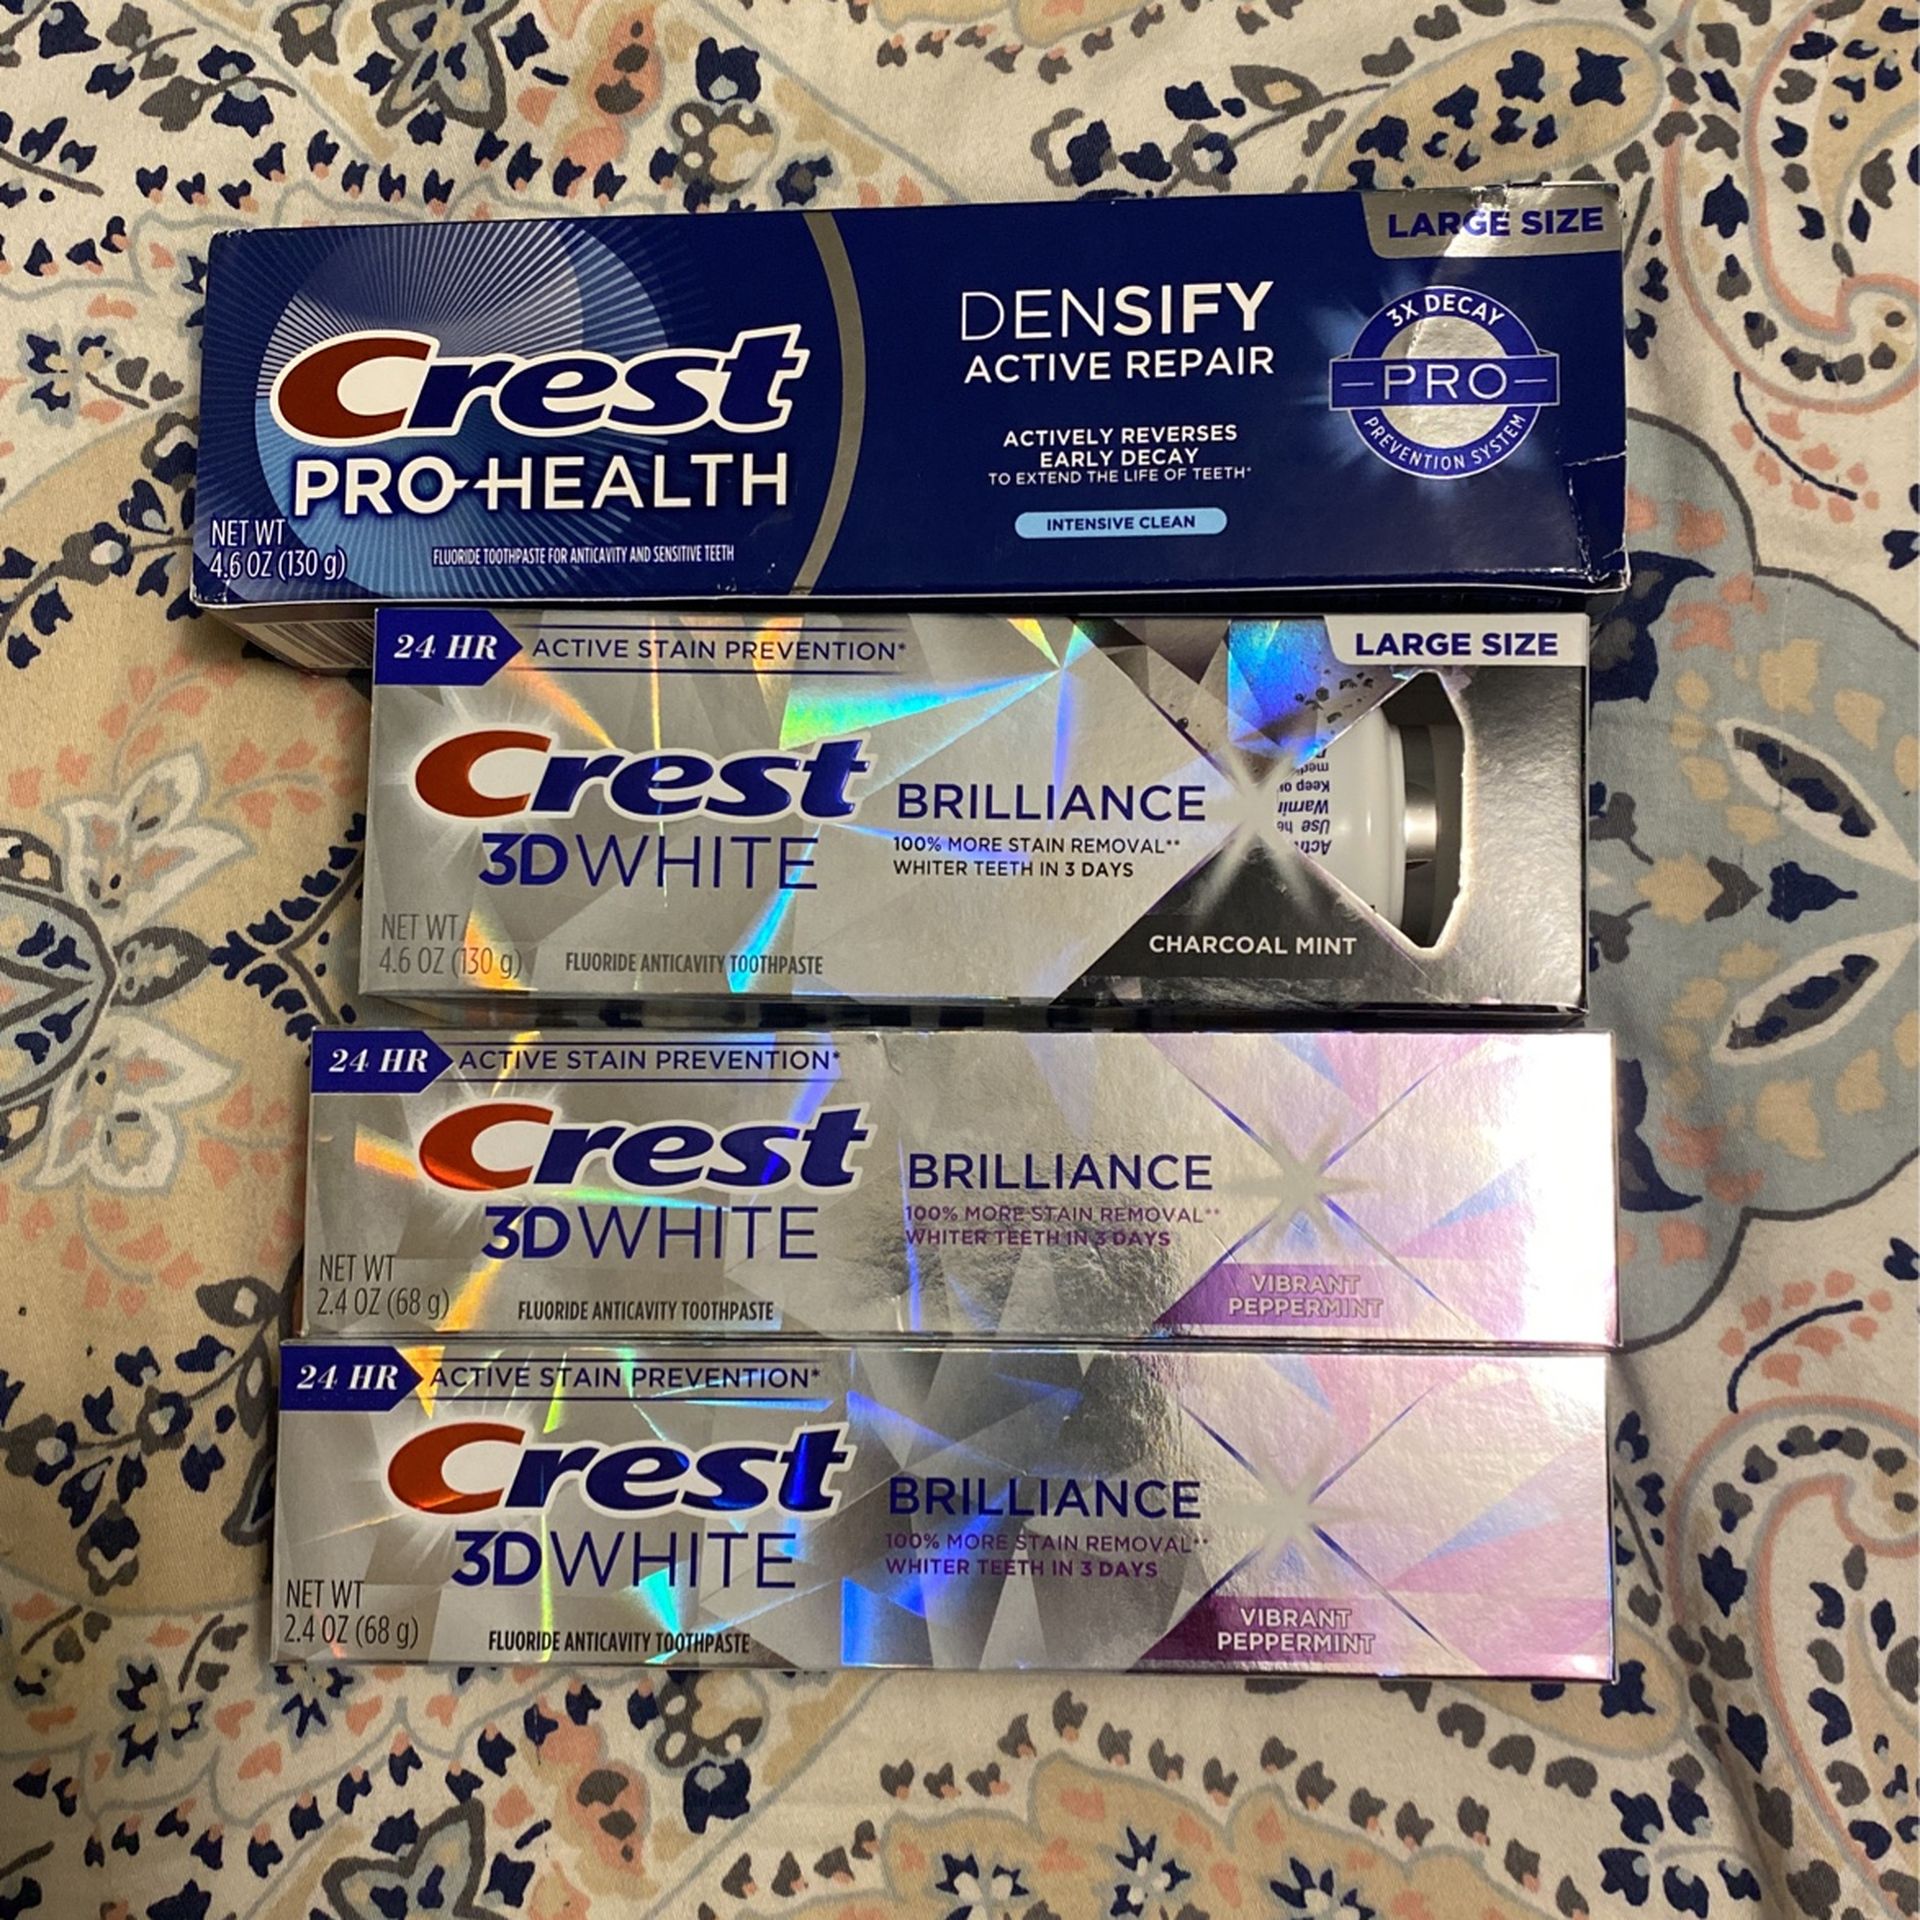 LARGE SIZE
Crest
PRO-HEALTH
DENSIFY
ACTIVE REPAIR
ACTIVELY REVERSES
EARLY DECAY
TO EXTEND THE LIFE OF TEETH*
INTENSIVE CLEAN
3X DECAY
PRO
PREVENTION SYSTEM
NET WT
4.6 OZ (130 g)
FLUORIDE TOOTHPASTE FOR ANTICAVITY AND SENSITIVE TEETH
24 HR ACTIVE STAIN PREVENTION*
LARGE SIZE
Crest
3DWHITE
BRILLIANCE
100% MORE STAIN REMOVAL**
WHITER TEETH IN 3 DAYS
Keep
Use
CHARCOAL MINT
NET WT
4.6 OZ (130 g)
FLUORIDE ANTICAVITY TOOTHPASTE
24 HR ACTIVE STAIN PREVENTION*
Crest
3DWHITE
BRILLIANCE
100% MORE STAIN REMOVAL**
WHITER TEETH IN 3 DAYS
VIBRANT
PEPPERMINT
NET WT
2.4 OZ (68 g)
FLUORIDE ANTICAVITY TOOTHPASTE
24 HR ACTIVE STAIN PREVENTION*
Crest
3DWHITE
BRILLIANCE
100% MORE STAIN REMOVAL**
WHITER TEETH IN 3 DAYS
VIBRANT
PEPPERMINT
NET WT
2.4 OZ (68 g)
FLUORIDE ANTICAVITY TOOTHPASTE